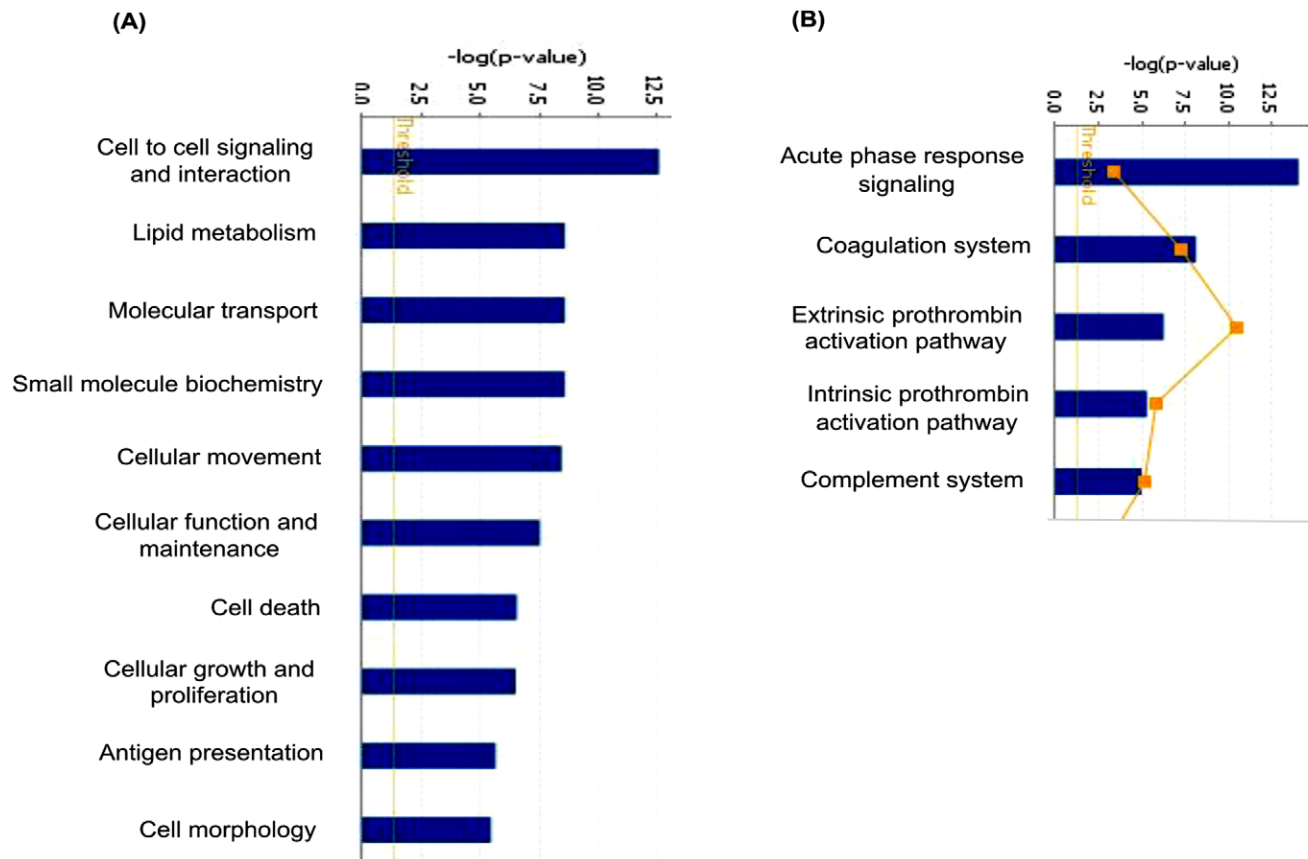 (A)
-log(p-value)
0.0 2.5 5.0 7.5 10.0 12.5
Threshold
Cell to cell signaling
and interaction
Lipid metabolism
Molecular transport
Small molecule biochemistry
Cellular movement
Cellular function and
maintenance
Cell death
Cellular growth and
proliferation
Antigen presentation
Cell morphology
(B)
-log(p-value)
0.0 2.5 5.0 7.5 10.0 12.5
Threshold
Acute phase response
signaling
Coagulation system
Extrinsic prothrombin
activation pathway
Intrinsic prothrombin
activation pathway
Complement system